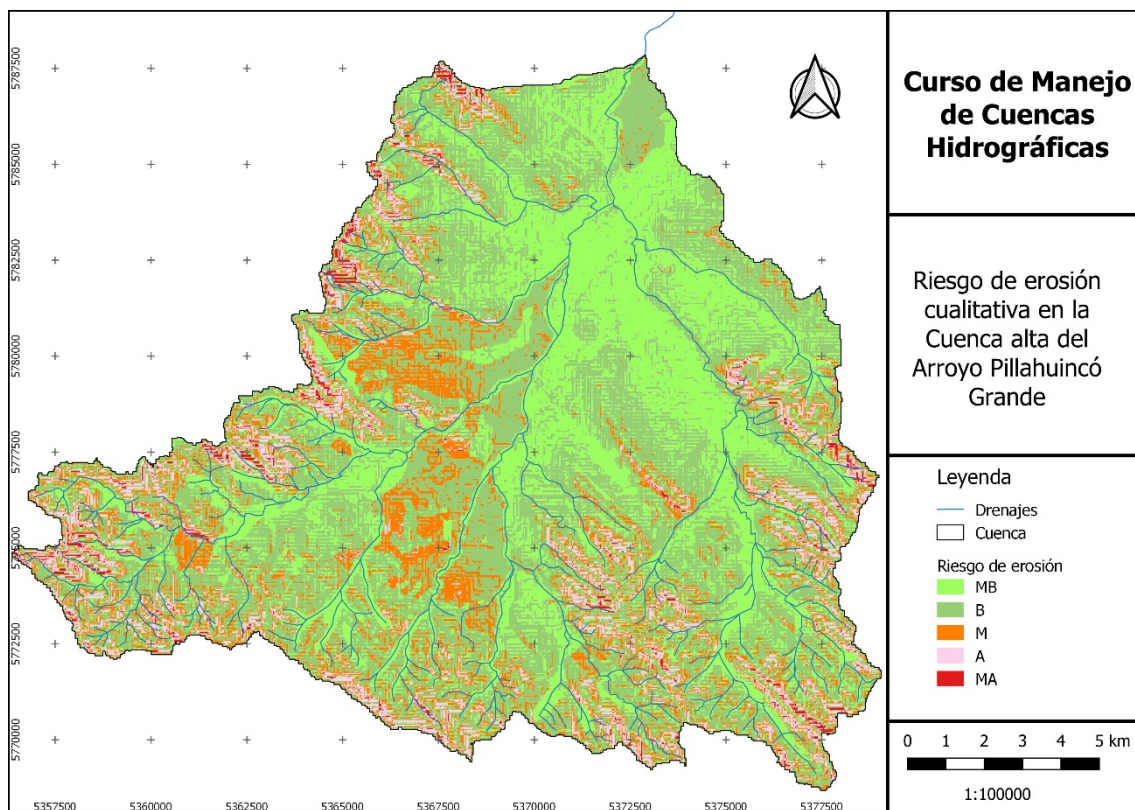 Curso de Manejo
de Cuencas
Hidrográficas
Riesgo de erosión
cualitativa en la
Cuenca alta del
Arroyo Pillahuincó
Grande
Leyenda
Drenajes
Cuenca
Riesgo de erosión
MB
B
M
A
MA
0 1 2 3 4 5 km
1:100000
5787500
5785000
5782500
5780000
5777500
5775000
5772500
5770000
5357500 5360000 5362500 5365000 5367500 5370000 5372500 5375000 5377500